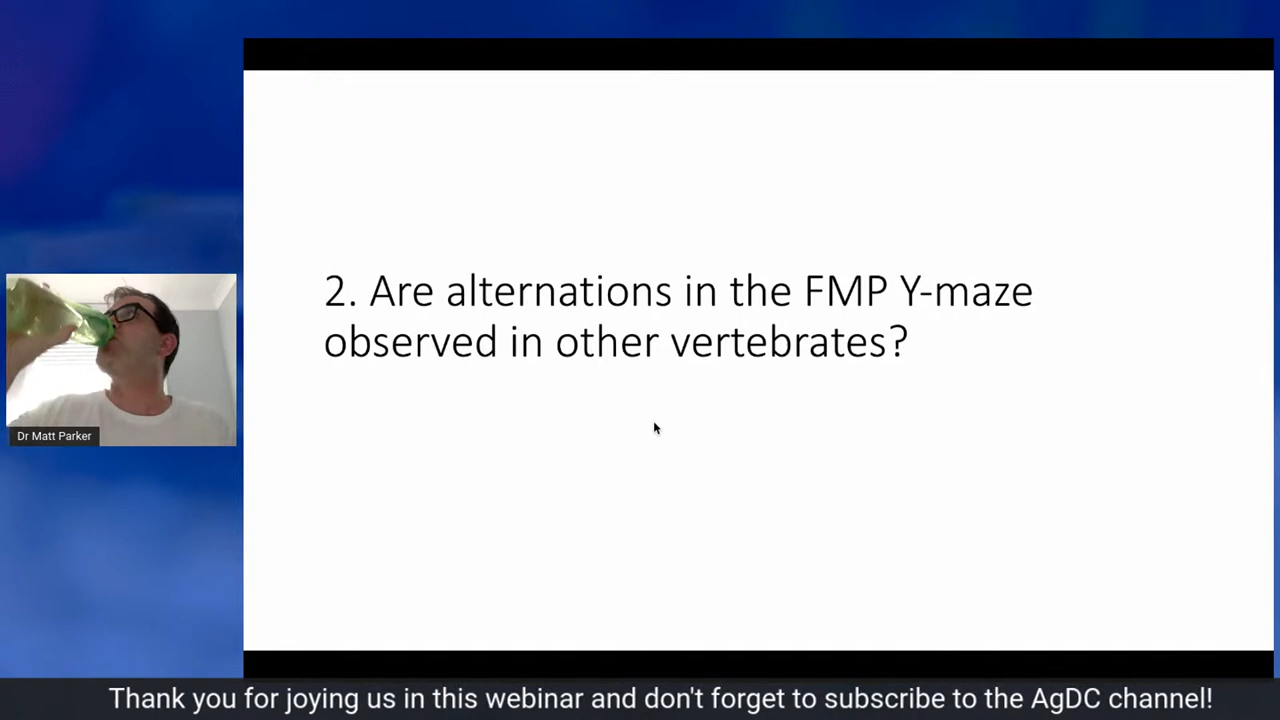 2. Are alternations in the FMP Y-maze
observed in other vertebrates?
Dr Matt Parker
Thank you for joying us in this webinar and don't forget to subscribe to the AgDC channel!